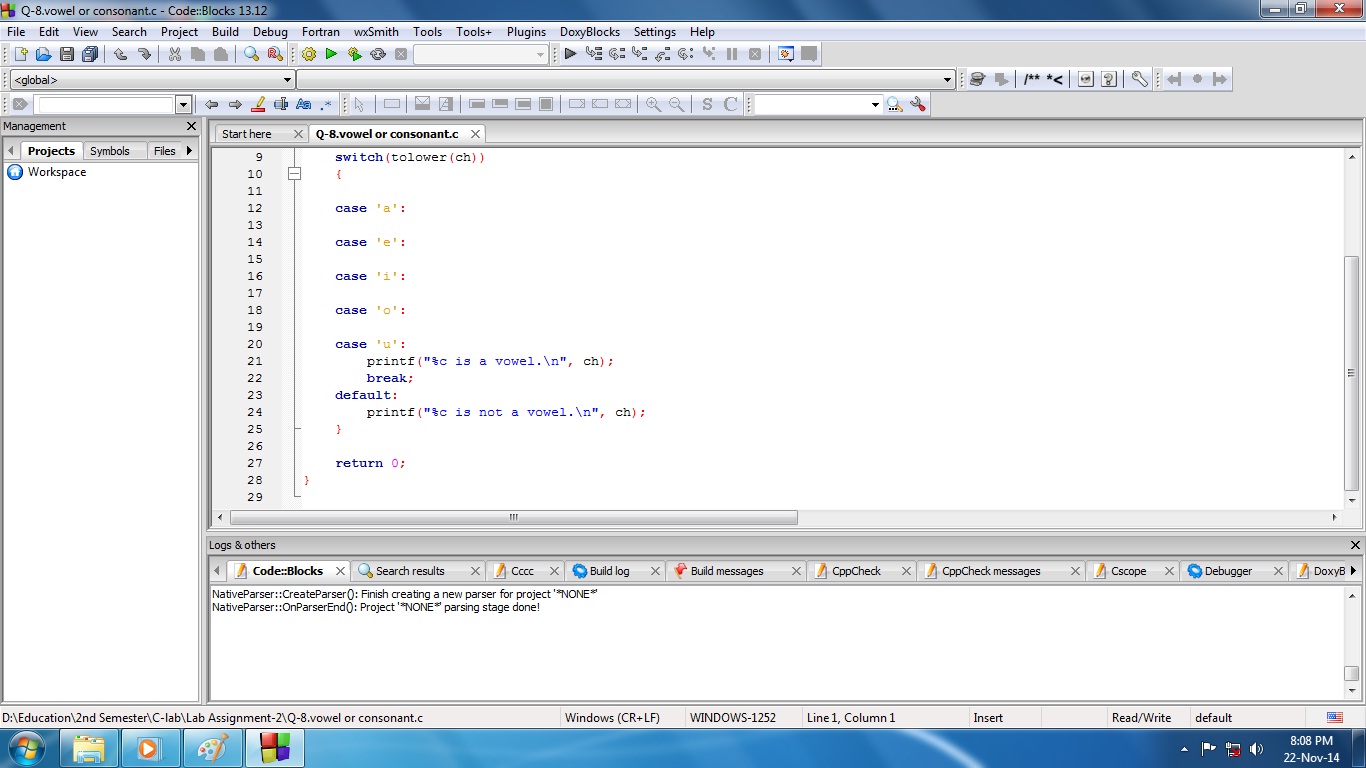 Q-8.vowel or consonant.c - Code::Blocks 13.12
File Edit View Search Project Build Debug Fortran wxSmith Tools Tools+ Plugins DoxyBlocks Settings Help
<global>
/** *<
Aa .*
S C
Management
Projects Symbols Files
Workspace
Start here Q-8.vowel or consonant.c
9 switch(tolower(ch))
10 {
11
12 case 'a':
13
14 case 'e':
15
16 case 'i':
17
18 case 'o':
19
20 case 'u':
21 printf("%c is a vowel.\n", ch);
22 break;
23 default:
24 printf("%c is not a vowel.\n", ch);
25 }
26
27 return 0;
28 }
29
Logs & others
Code::Blocks Search results Cccc Build log Build messages CppCheck CppCheck messages Cscope Debugger DoxyB
NativeParser::CreateParser(): Finish creating a new parser for project '*NONE*'
NativeParser::OnParserEnd(): Project '*NONE*' parsing stage done!
D:\Education\2nd Semester\C-lab\Lab Assignment-2\Q-8.vowel or consonant.c Windows (CR+LF) WINDOWS-1252 Line 1, Column 1 Insert Read/Write default
8:08 PM
22-Nov-14